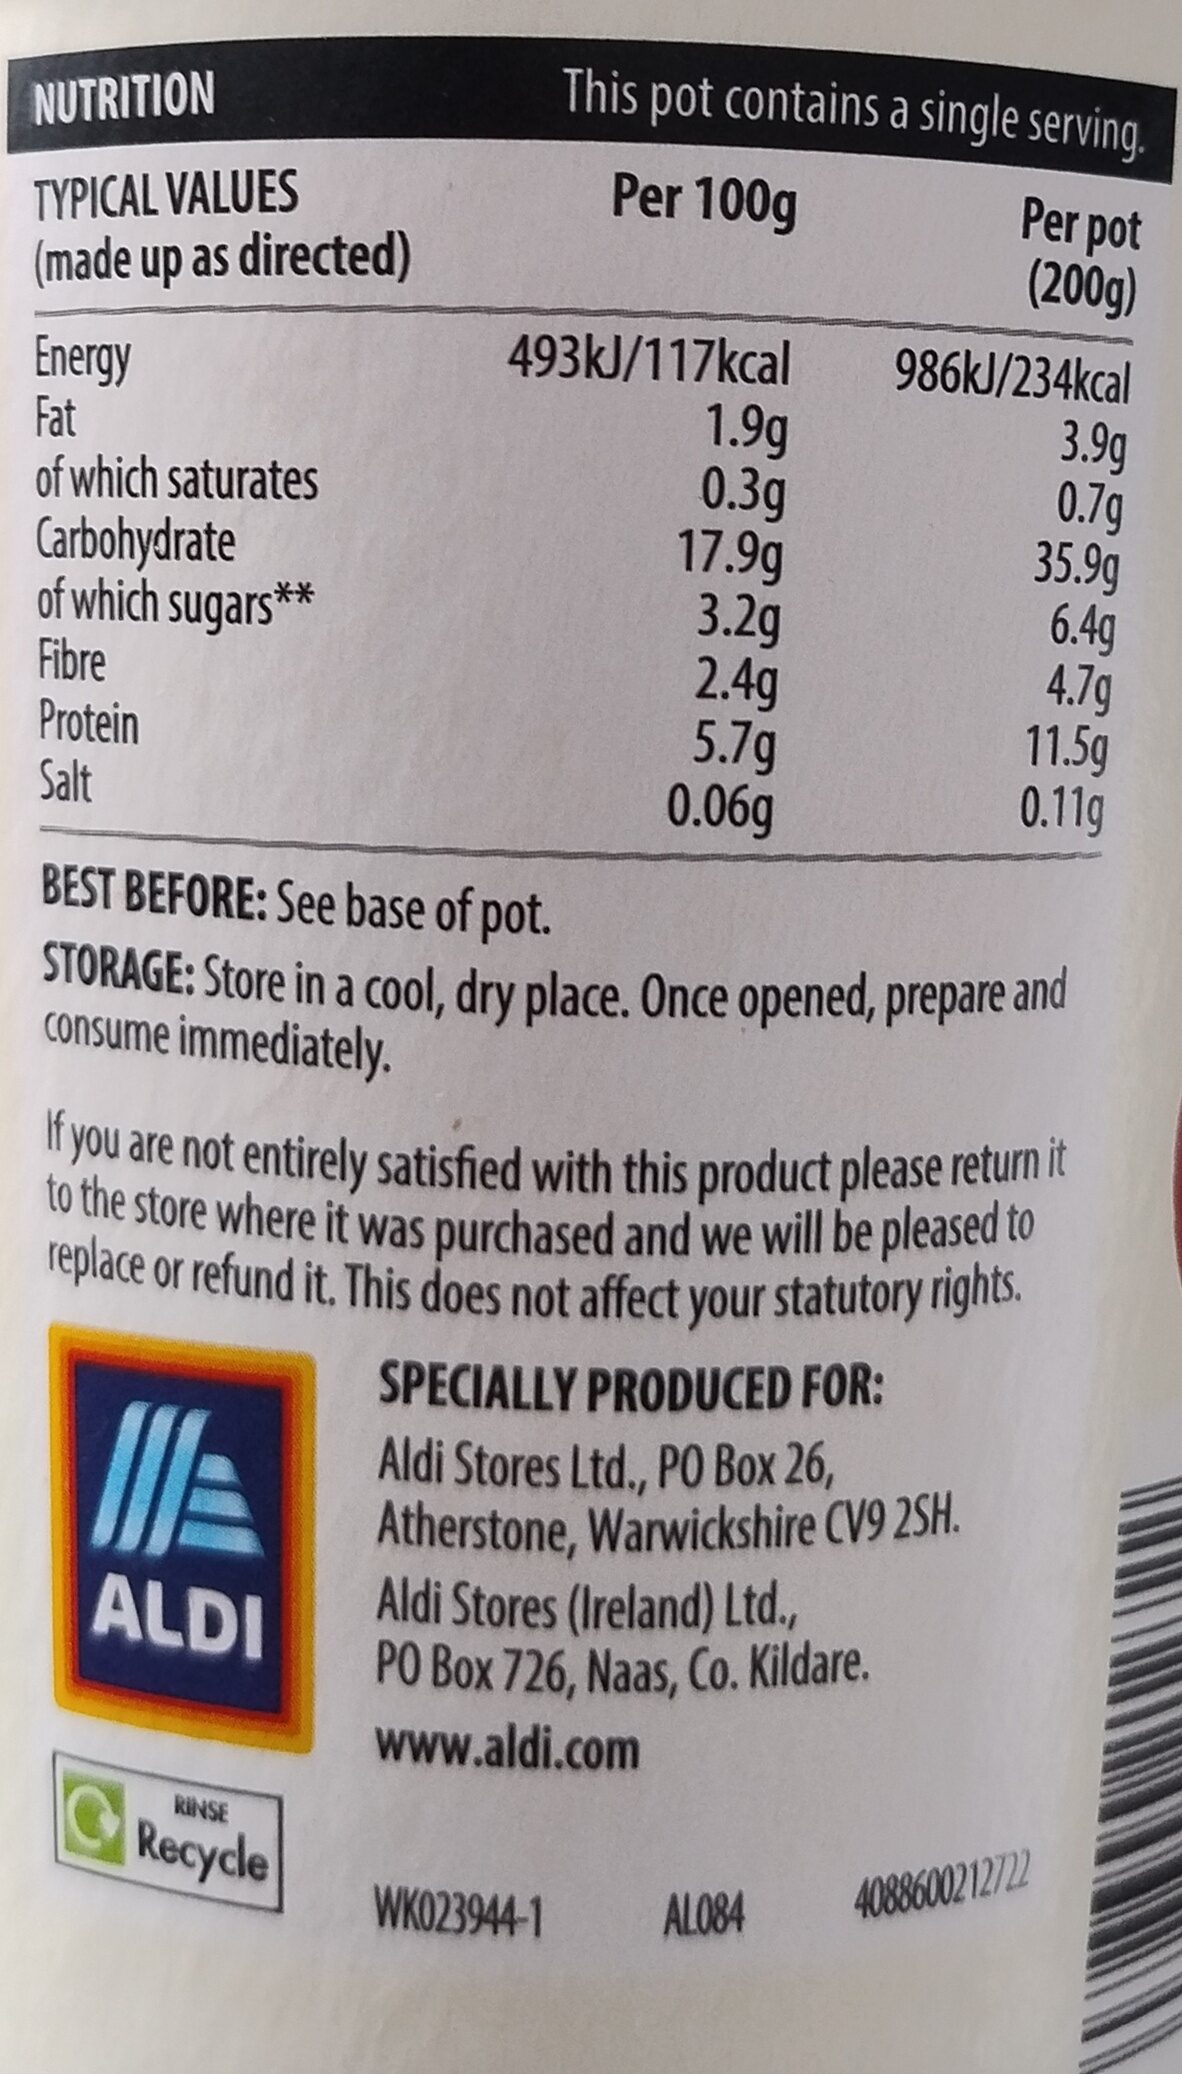 NUTRITION This pot contains a single serving.
TYPICAL VALUES Per 100g Per pot
(made up as directed) (200g)
Energy 493kJ/117kcal 986kJ/234kcal
Fat 1.9g 3.9g
of which saturates 0.3g 0.7g
Carbohydrate 17.9g 35.9g
of which sugars** 3.2g 6.4g
Fibre 2.4g 4.7g
Protein 5.7g 11.5g
Salt 0.06g 0.11g
BEST BEFORE: See base of pot.
STORAGE: Store in a cool, dry place. Once opened, prepare and
consume immediately.
If you are not entirely satisfied with this product please return it
to the store where it was purchased and we will be pleased to
replace or refund it. This does not affect your statutory rights.
ALDI
SPECIALLY PRODUCED FOR:
Aldi Stores Ltd., PO Box 26,
Atherstone, Warwickshire CV9 2SH.
Aldi Stores (Ireland) Ltd.,
PO Box 726, Naas, Co. Kildare.
www.aldi.com
RINSE
Recycle
WK023944-1 AL084 4088600212722